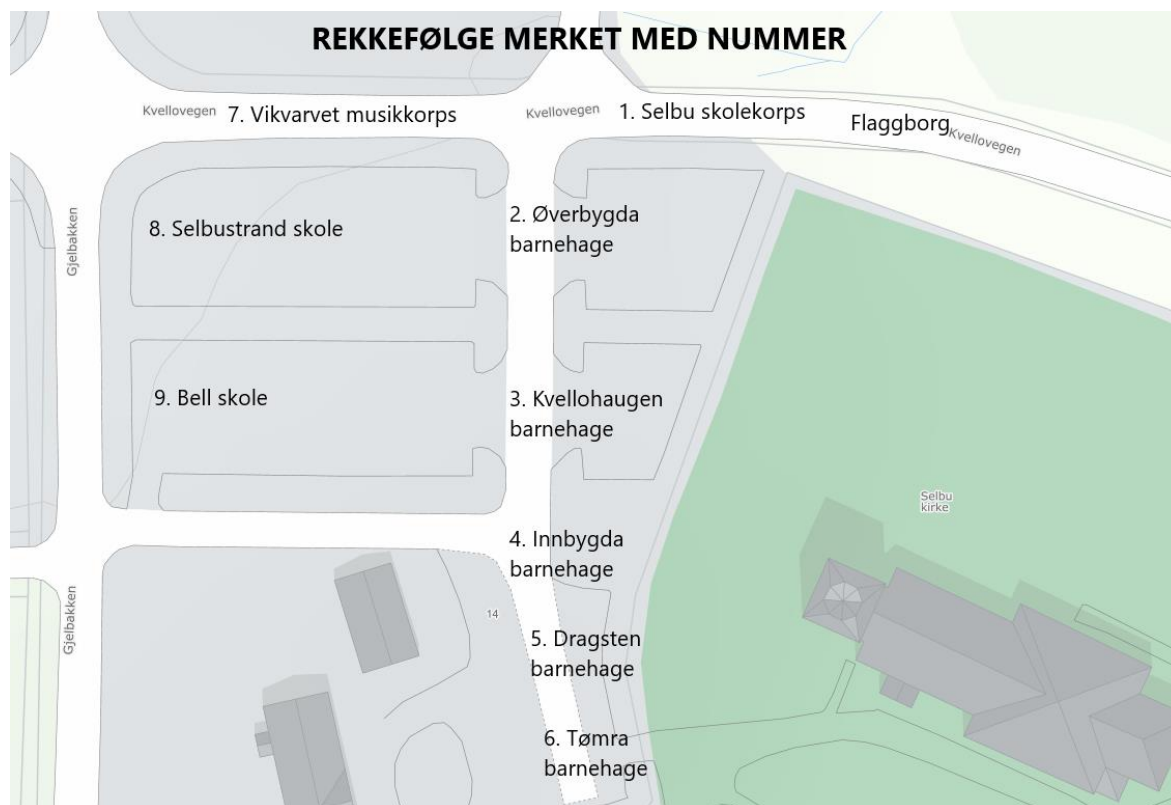 REKKEFØLGE MERKET MED NUMMER
Kvellovegen
7. Vikvarvet musikkorps
Kvellovegen
1. Selbu skolekorps
Flaggborg
Kvellovegen
8. Selbustrand skole
2. Øverbygda
barnehage
Gjelbakken
9. Bell skole
3. Kvellohaugen
barnehage
Selbu
kirke
4. Innbygda
barnehage
14
Gjelbakken
5. Dragsten
barnehage
6. Tømra
barnehage